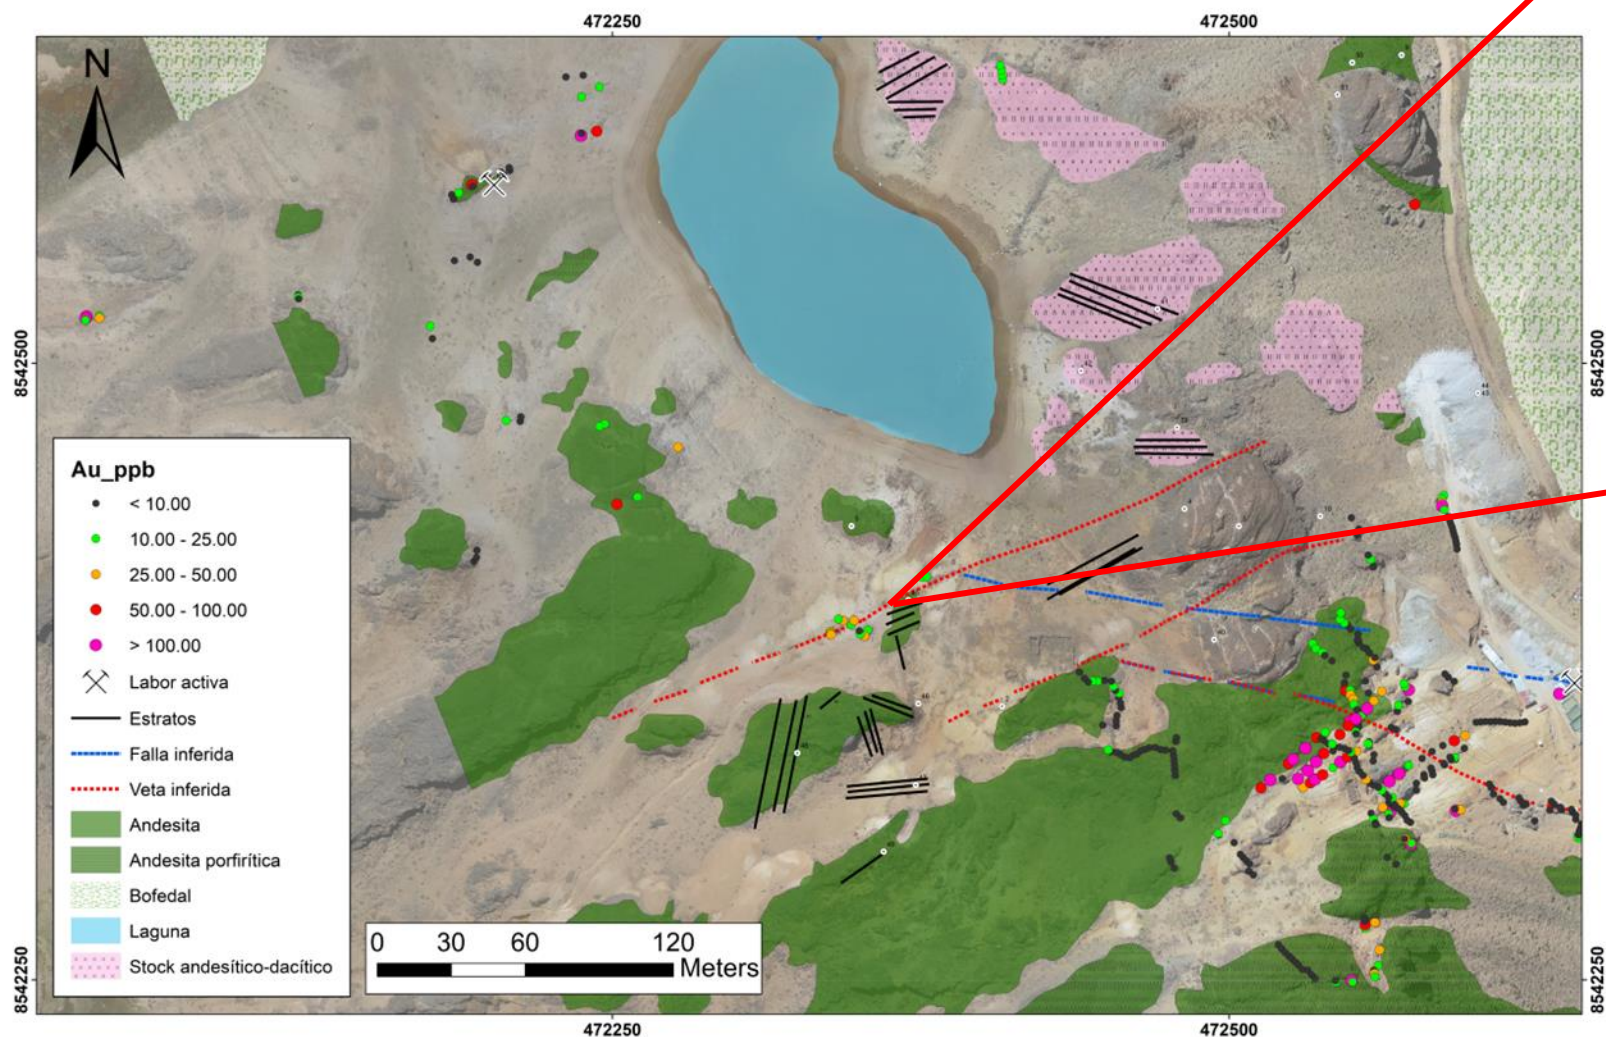 472250
472500
N
8542500
8542500
Au_ppb
< 10.00
10.00 - 25.00
25.00 - 50.00
50.00 - 100.00
> 100.00
Labor activa
Estratos
Falla inferida
Veta inferida
Andesita
Andesita porfirítica
Bofedal
Laguna
Stock andesítico-dacítico
0 30 60 120
Meters
8542250
8542250
472250
472500